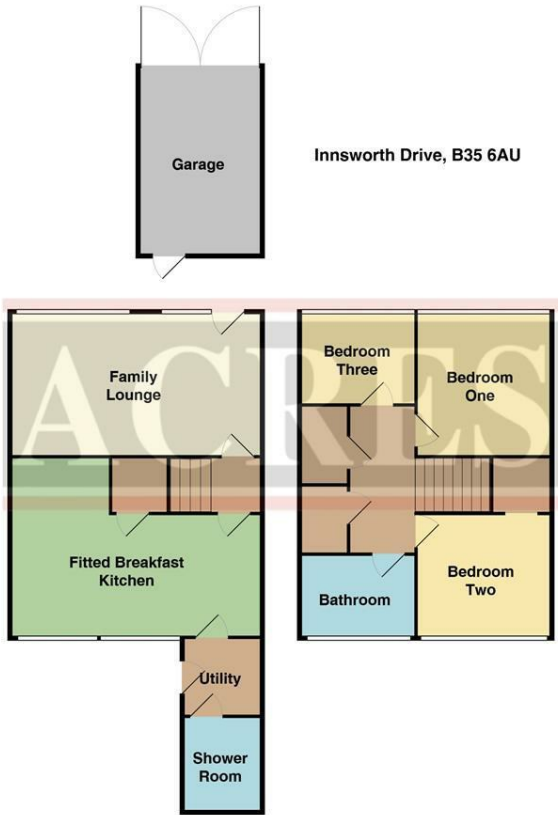 Garage
Innsworth Drive, B35 6AU
ACRES
Family
Lounge
Bedroom
Three
Bedroom
One
Fitted Breakfast
Kitchen
Bathroom
Bedroom
Two
Utility
Shower
Room